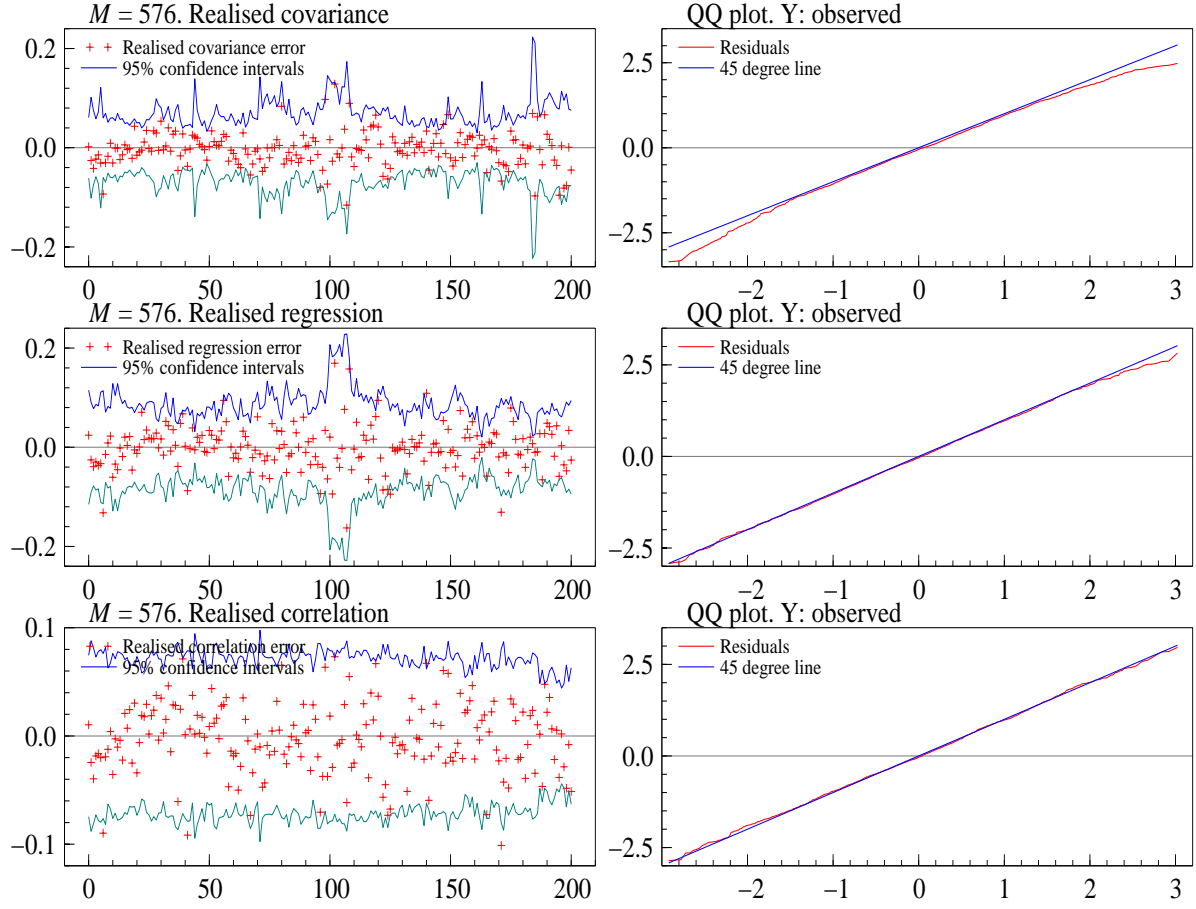 M = 576. Realised covariance
Realised covariance error
95% confidence intervals
0.2
0.0
−0.2
0 50 100 150 200
QQ plot. Y: observed
Residuals
45 degree line
2.5
0.0
−2.5
−2 −1 0 1 2 3
M = 576. Realised regression
Realised regression error
95% confidence intervals
0.2
0.0
−0.2
0 50 100 150 200
QQ plot. Y: observed
Residuals
45 degree line
2.5
0.0
−2.5
−2 −1 0 1 2 3
M = 576. Realised correlation
Realised correlation error
95% confidence intervals
0.1
0.0
−0.1
0 50 100 150 200
QQ plot. Y: observed
Residuals
45 degree line
2.5
0.0
−2.5
−2 −1 0 1 2 3